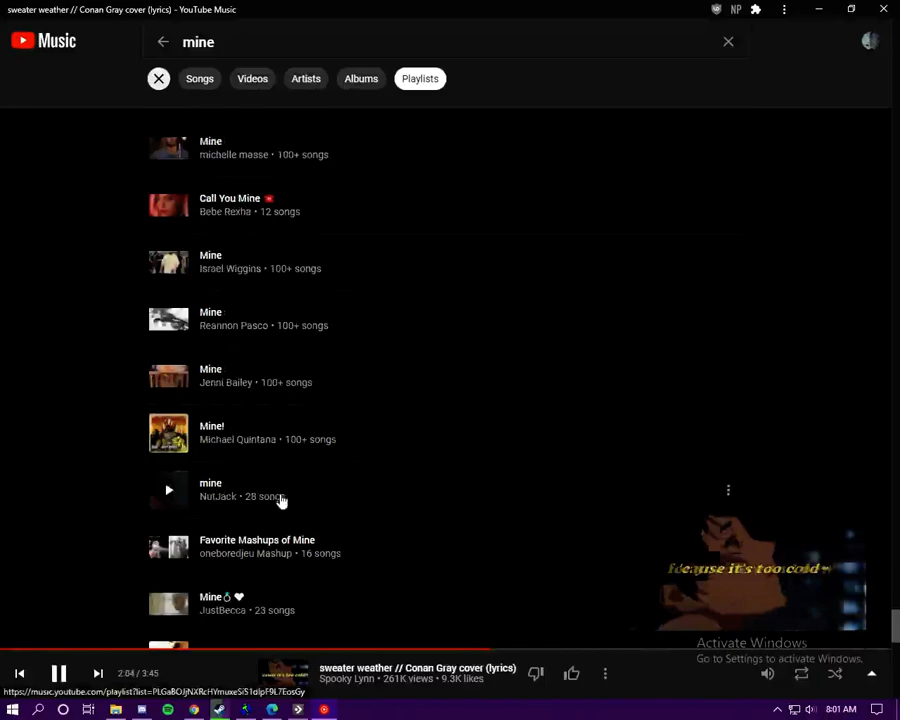 sweater weather // Conan Gray cover (lyrics) - YouTube Music
NP
Music
mine
Songs
Videos
Artists
Albums
Playlists
Mine
michelle masse • 100+ songs
Call You Mine
Bebe Rexha • 12 songs
Mine
Israel Wiggins • 100+ songs
Mine
Reannon Pasco • 100+ songs
Mine
Jenni Bailey • 100+ songs
Mine!
Michael Quintana • 100+ songs
mine
NutJack • 28 songs
Favorite Mashups of Mine
oneboredjeu Mashup • 16 songs
Mine💍 ❤
JustBecca • 23 songs
cause it's too cold~
Activate Windows
Go to Settings to activate Windows.
2:04 / 3:45
sweater weather // Conan Gray cover (lyrics)
Spooky Lynn • 261K views • 9.3K likes
8:01 AM